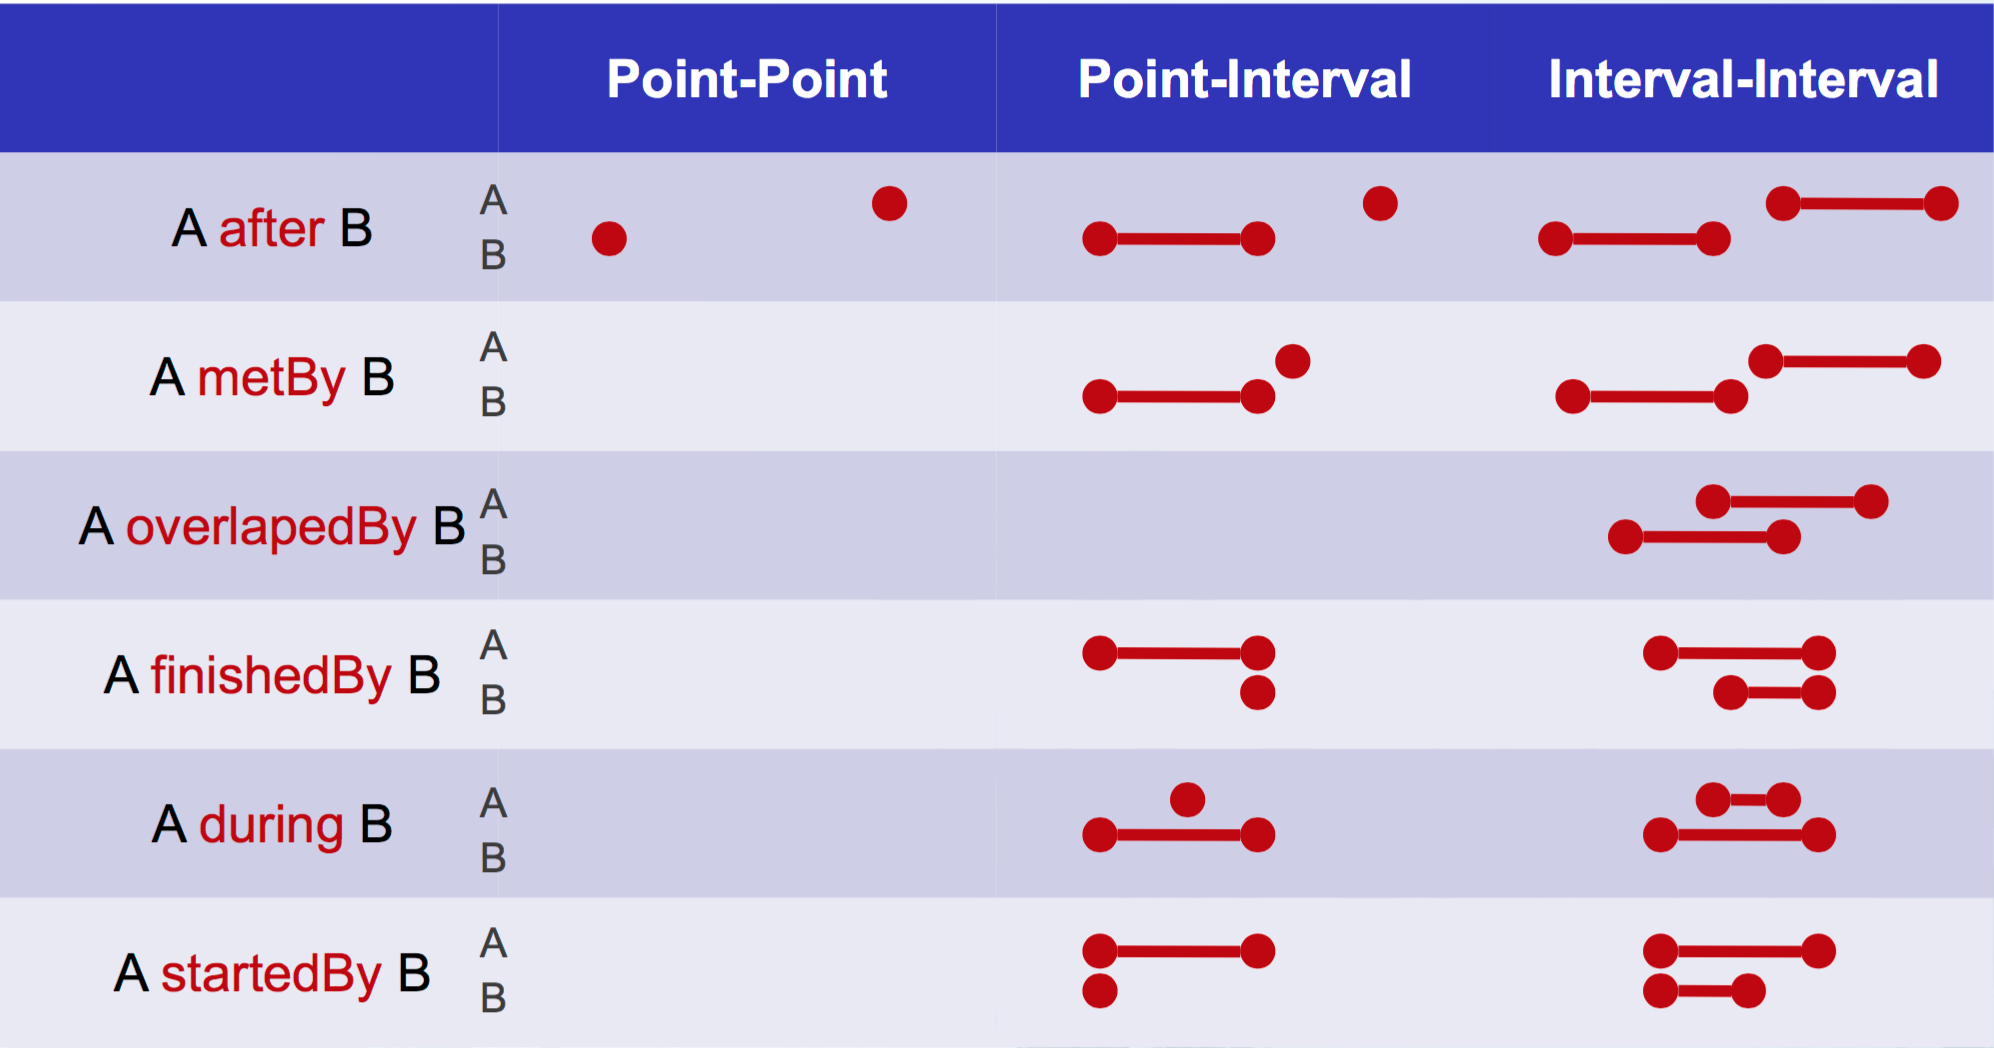 Point-Point Point-Interval Interval-Interval
A after B
A
B
A metBy B
A
B
A overlapedBy B
A
B
A finishedBy B
A
B
A during B
A
B
A startedBy B
A
B